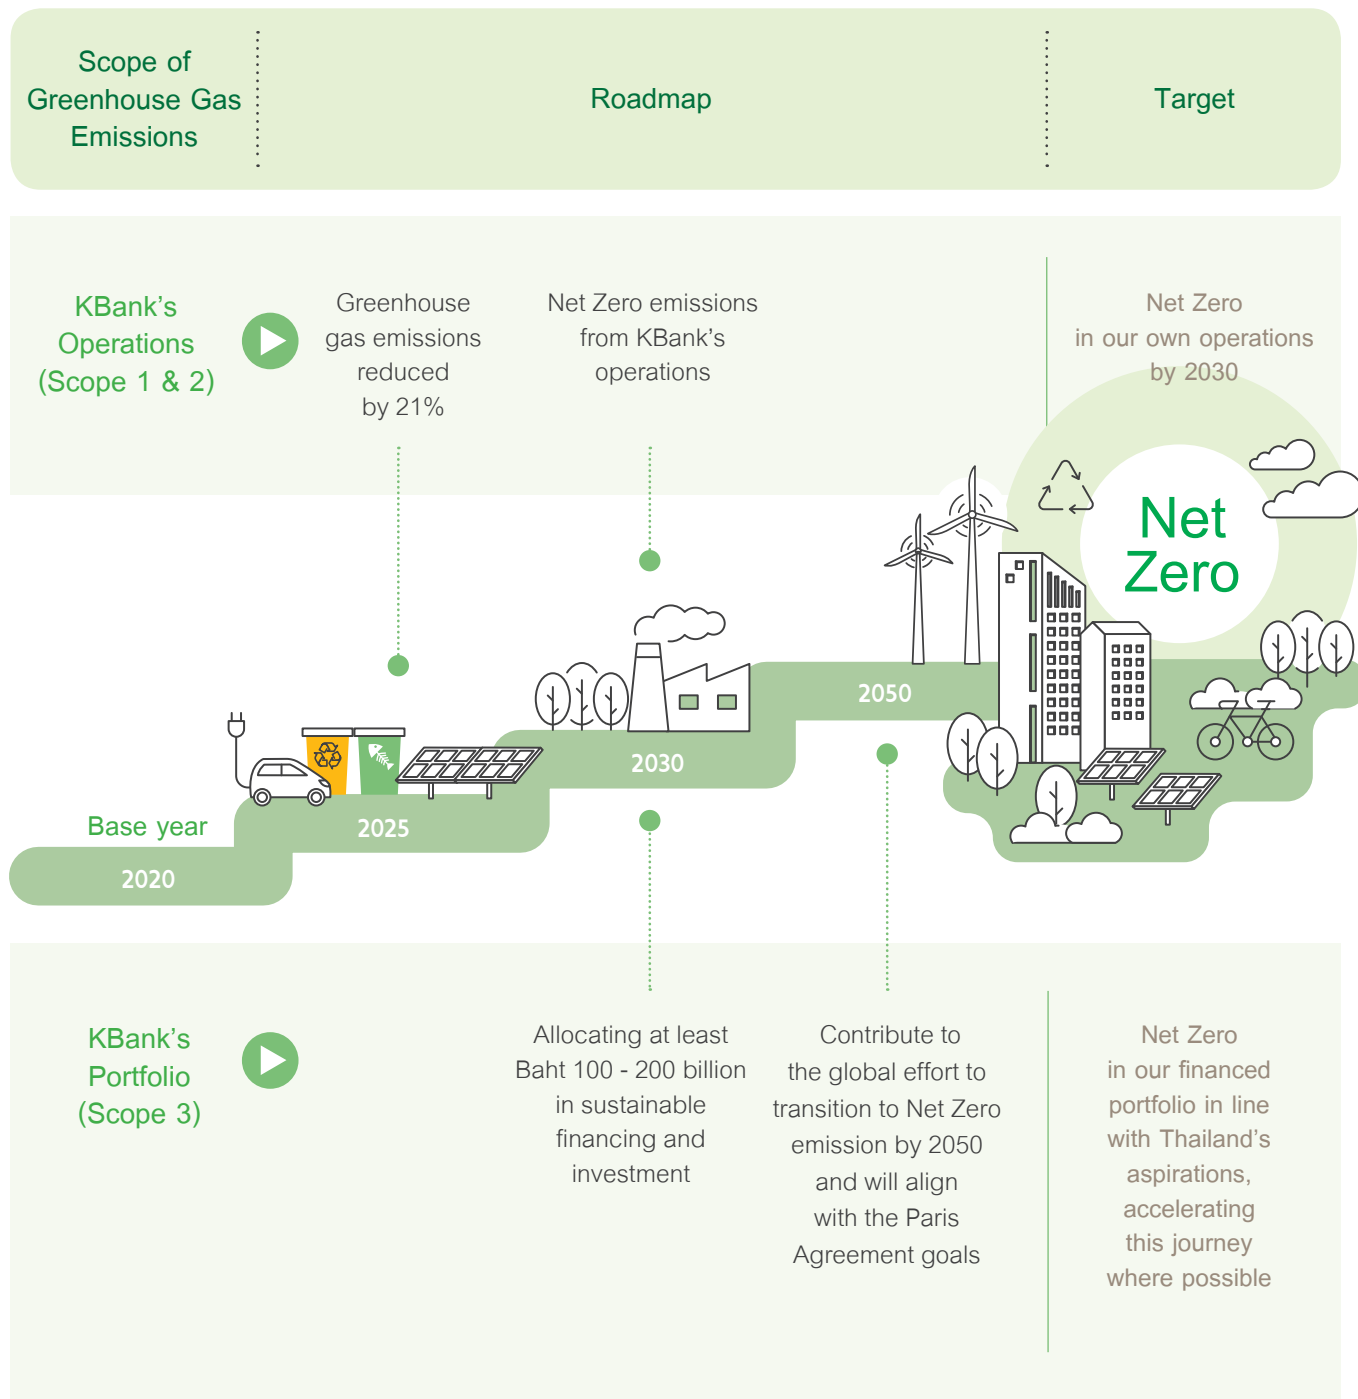 Scope of
Greenhouse Gas
Emissions
Roadmap
Target
KBank's
Operations
(Scope 1 & 2)
Greenhouse
gas emissions
reduced
by 21%
Net Zero emissions
from KBank's
operations
Net Zero
in our own operations
by 2030
Net
Zero
2050
2030
Base year
2025
2020
KBank's
Portfolio
(Scope 3)
Allocating at least
Baht 100 - 200 billion
in sustainable
financing and
investment
Contribute to
the global effort to
transition to Net Zero
emission by 2050
and will align
with the Paris
Agreement goals
Net Zero
in our financed
portfolio in line
with Thailand's
aspirations,
accelerating
this journey
where possible